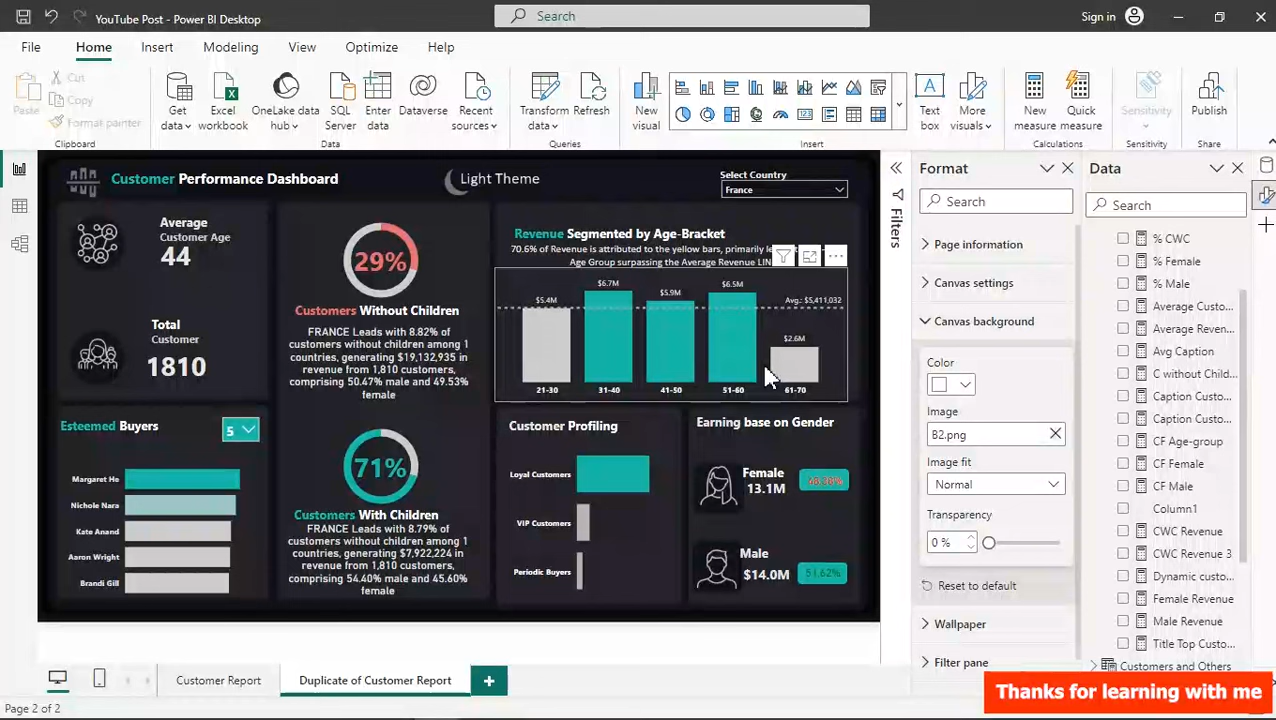 YouTube Post - Power BI Desktop
Search
Sign in
File
Home
Insert
Modeling
View
Optimize
Help
Paste
Cut
Copy
Format painter
Clipboard
Get data
Excel workbook
OneLake data hub
SQL Server
Enter data
Dataverse
Recent sources
Data
Transform data
Refresh
Queries
New visual
Text box
More visuals
Insert
New measure
Quick measure
Calculations
Sensitivity
Sensitivity
Publish
Share
Customer Performance Dashboard
Light Theme
Select Country
France
Average
Customer Age
44
Total
Customer
1810
29%
Customers Without Children
FRANCE Leads with 8.82% of
customers without children among 1
countries, generating $19,132,935 in
revenue from 1,810 customers,
comprising 50.47% male and 49.53%
female
71%
Customers With Children
FRANCE Leads with 8.79% of
customers without children among 1
countries, generating $7,922,224 in
revenue from 1,810 customers,
comprising 54.40% male and 45.60%
female
Revenue Segmented by Age-Bracket
70.6% of Revenue is attributed to the yellow bars, primarily
Age Group surpassing the Average Revenue LIN
$5.4M
$6.7M
$5.9M
$6.5M
Avg.: $5,411,032
$2.6M
21-30
31-40
41-50
51-60
61-70
Esteemed Buyers
5
Margaret He
Nichole Nara
Kate Anand
Aaron Wright
Brandi Gill
Customer Profiling
Loyal Customers
VIP Customers
Periodic Buyers
Earning base on Gender
Female
13.1M
Male
$14.0M
51.62%
Filters
Format
Search
Page information
Canvas settings
Canvas background
Color
Image
B2.png
Image fit
Normal
Transparency
0 %
Reset to default
Wallpaper
Filter pane
Data
Search
% CWC
% Female
% Male
Average Custo...
Average Reven...
Avg Caption
C without Child...
Caption Custo...
Caption Custo...
CF Age-group
CF Female
CF Male
Column1
CWC Revenue
CWC Revenue 3
Dynamic custo...
Female Revenue
Male Revenue
Title Top Custo...
Customers and Others
Customer Report
Duplicate of Customer Report
Page 2 of 2
Thanks for learning with me